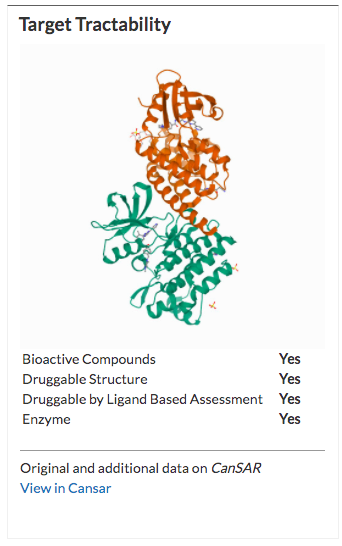 Target Tractability
Bioactive Compounds Yes
Druggable Structure Yes
Druggable by Ligand Based Assessment Yes
Enzyme Yes
Original and additional data on CanSAR
View in Cansar